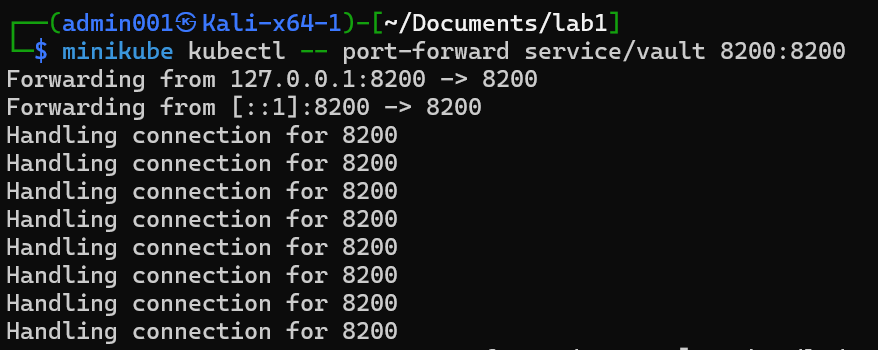 ┌──(admin001㉿Kali-x64-1)-[~/Documents/lab1]
└─$ minikube kubectl -- port-forward service/vault 8200:8200
Forwarding from 127.0.0.1:8200 -> 8200
Forwarding from [::1]:8200 -> 8200
Handling connection for 8200
Handling connection for 8200
Handling connection for 8200
Handling connection for 8200
Handling connection for 8200
Handling connection for 8200
Handling connection for 8200
Handling connection for 8200